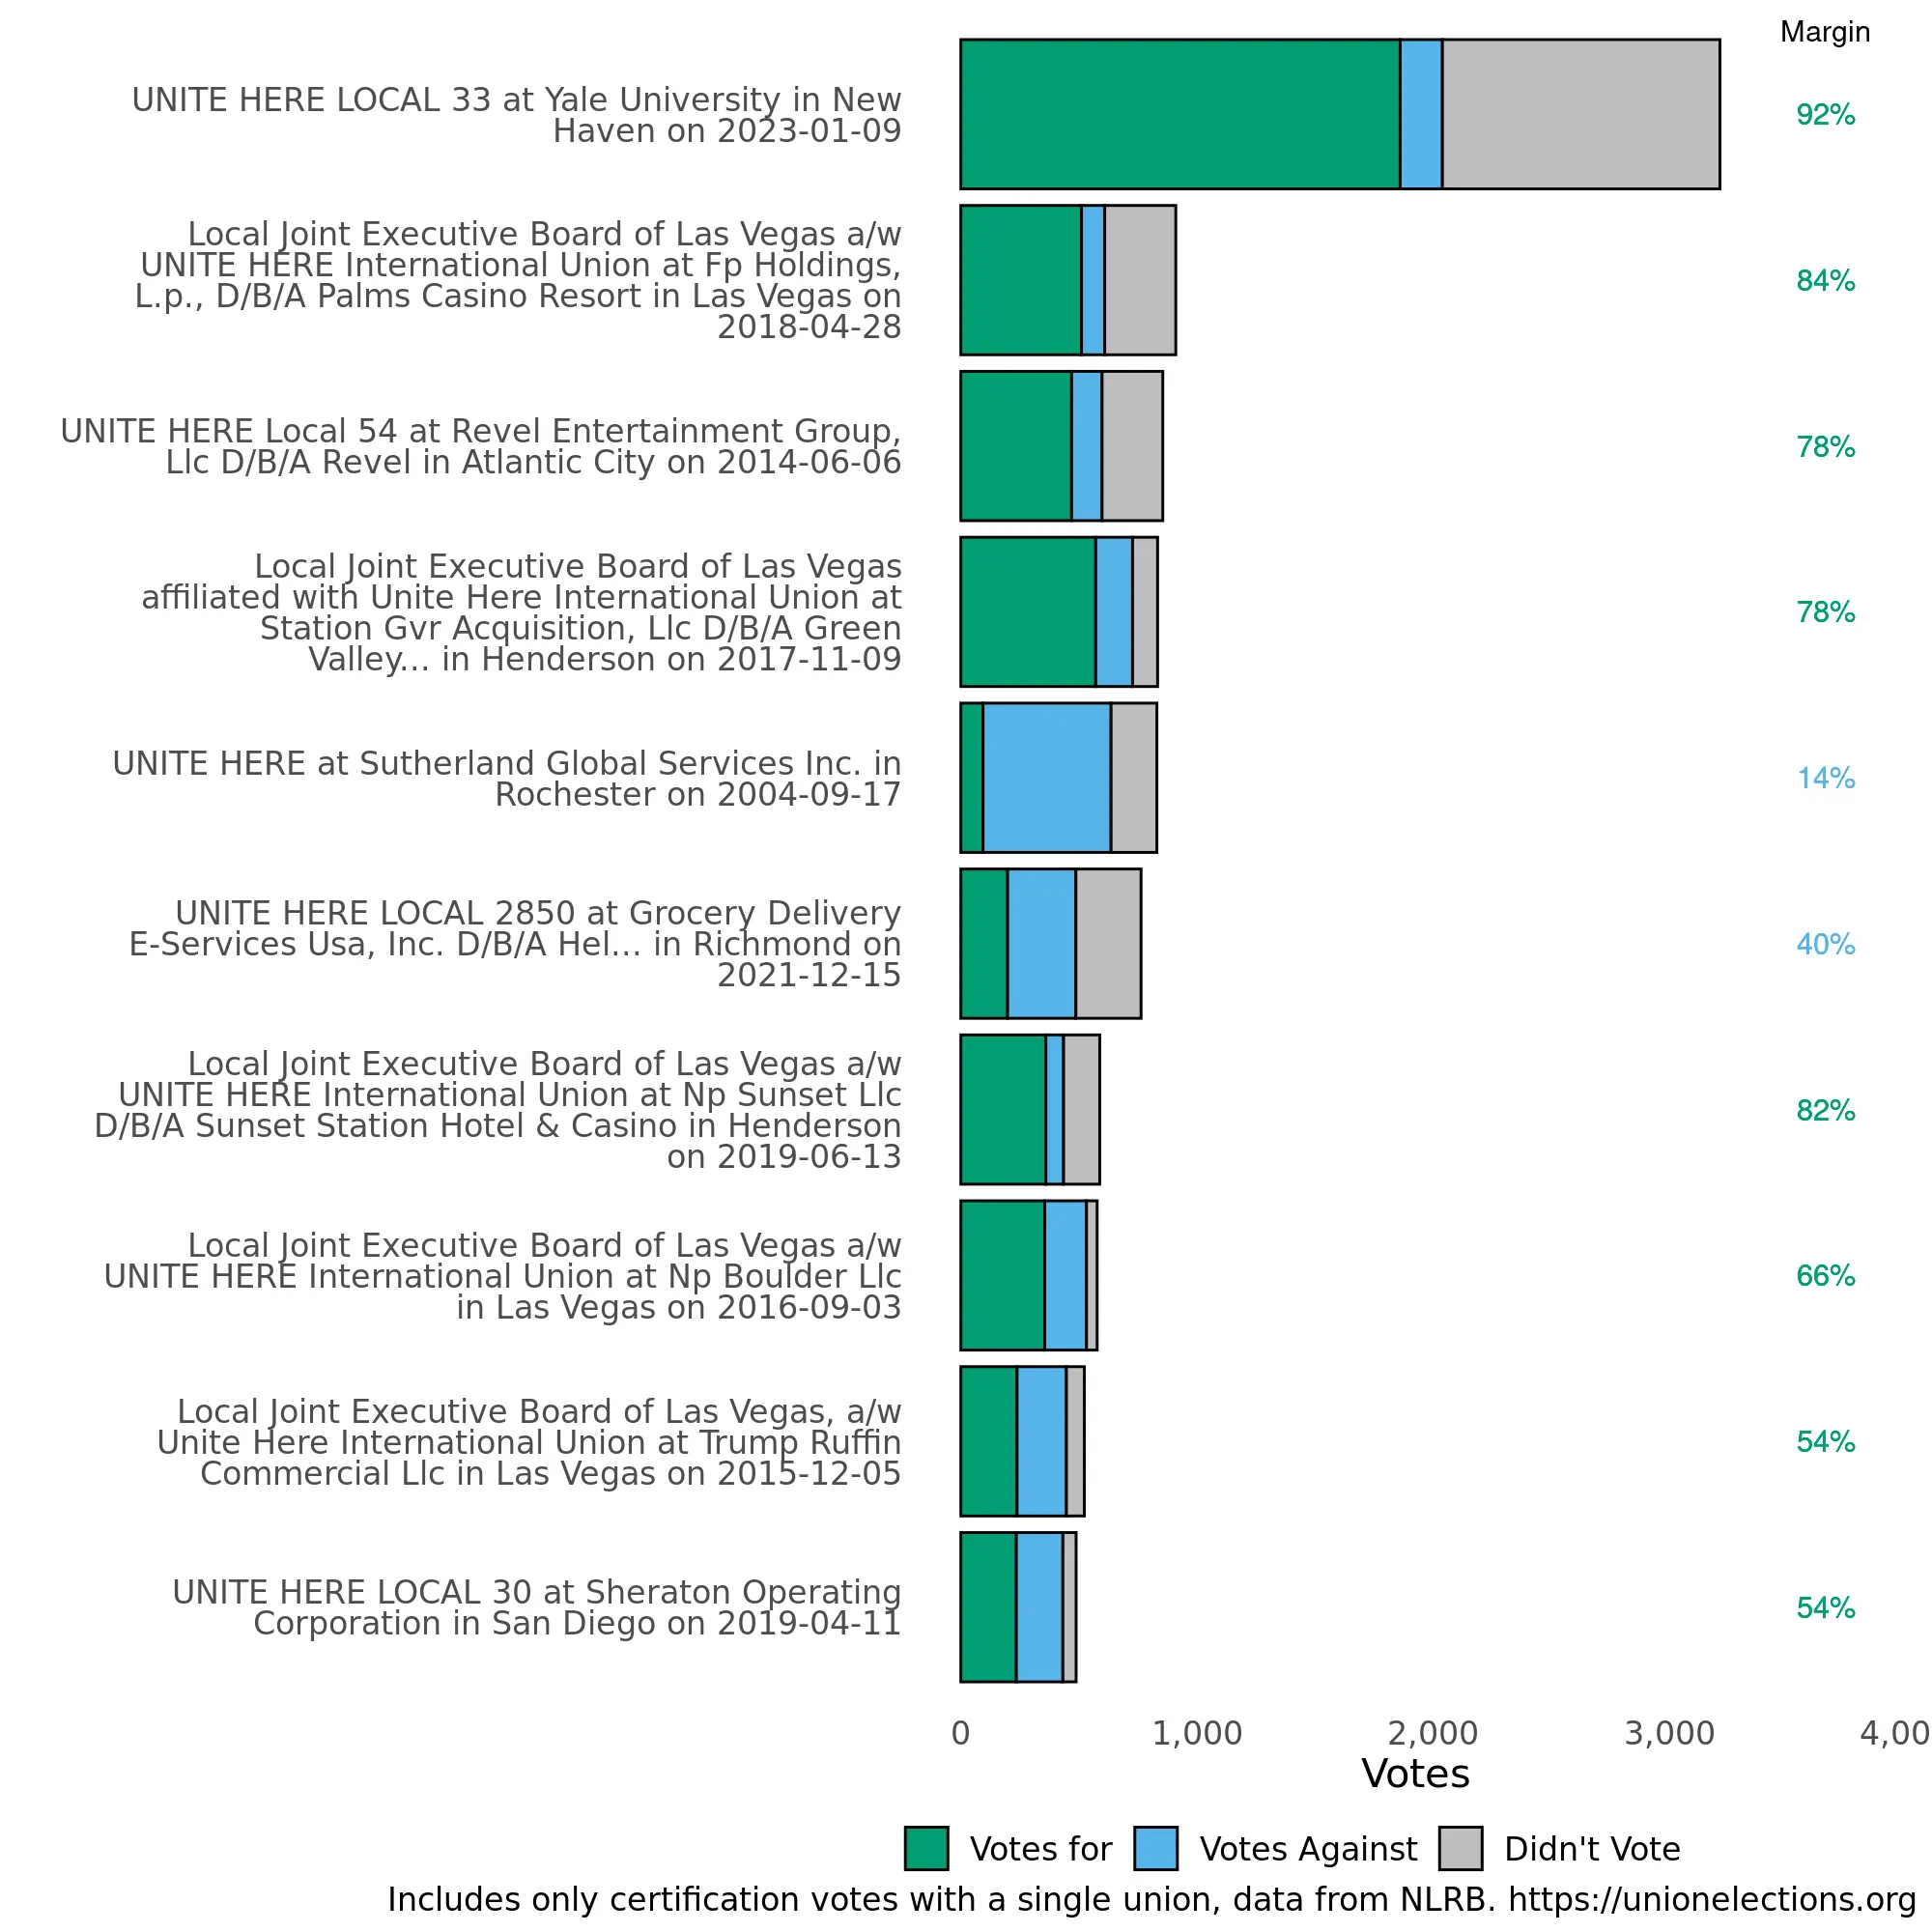 Margin
UNITE HERE LOCAL 33 at Yale University in New
Haven on 2023-01-09
92%
Local Joint Executive Board of Las Vegas a/w
UNITE HERE International Union at Fp Holdings,
L.p., D/B/A Palms Casino Resort in Las Vegas on
2018-04-28
84%
UNITE HERE Local 54 at Revel Entertainment Group,
Llc D/B/A Revel in Atlantic City on 2014-06-06
78%
Local Joint Executive Board of Las Vegas
affiliated with Unite Here International Union at
Station Gvr Acquisition, Llc D/B/A Green
Valley... in Henderson on 2017-11-09
78%
UNITE HERE at Sutherland Global Services Inc. in
Rochester on 2004-09-17
14%
UNITE HERE LOCAL 2850 at Grocery Delivery
E-Services Usa, Inc. D/B/A Hel... in Richmond on
2021-12-15
40%
Local Joint Executive Board of Las Vegas a/w
UNITE HERE International Union at Np Sunset Llc
D/B/A Sunset Station Hotel & Casino in Henderson
on 2019-06-13
82%
Local Joint Executive Board of Las Vegas a/w
UNITE HERE International Union at Np Boulder Llc
in Las Vegas on 2016-09-03
66%
Local Joint Executive Board of Las Vegas, a/w
Unite Here International Union at Trump Ruffin
Commercial Llc in Las Vegas on 2015-12-05
54%
UNITE HERE LOCAL 30 at Sheraton Operating
Corporation in San Diego on 2019-04-11
54%
0 1,000 2,000 3,000 4,00
Votes
Votes for Votes Against Didn't Vote
Includes only certification votes with a single union, data from NLRB. https://unionelections.org